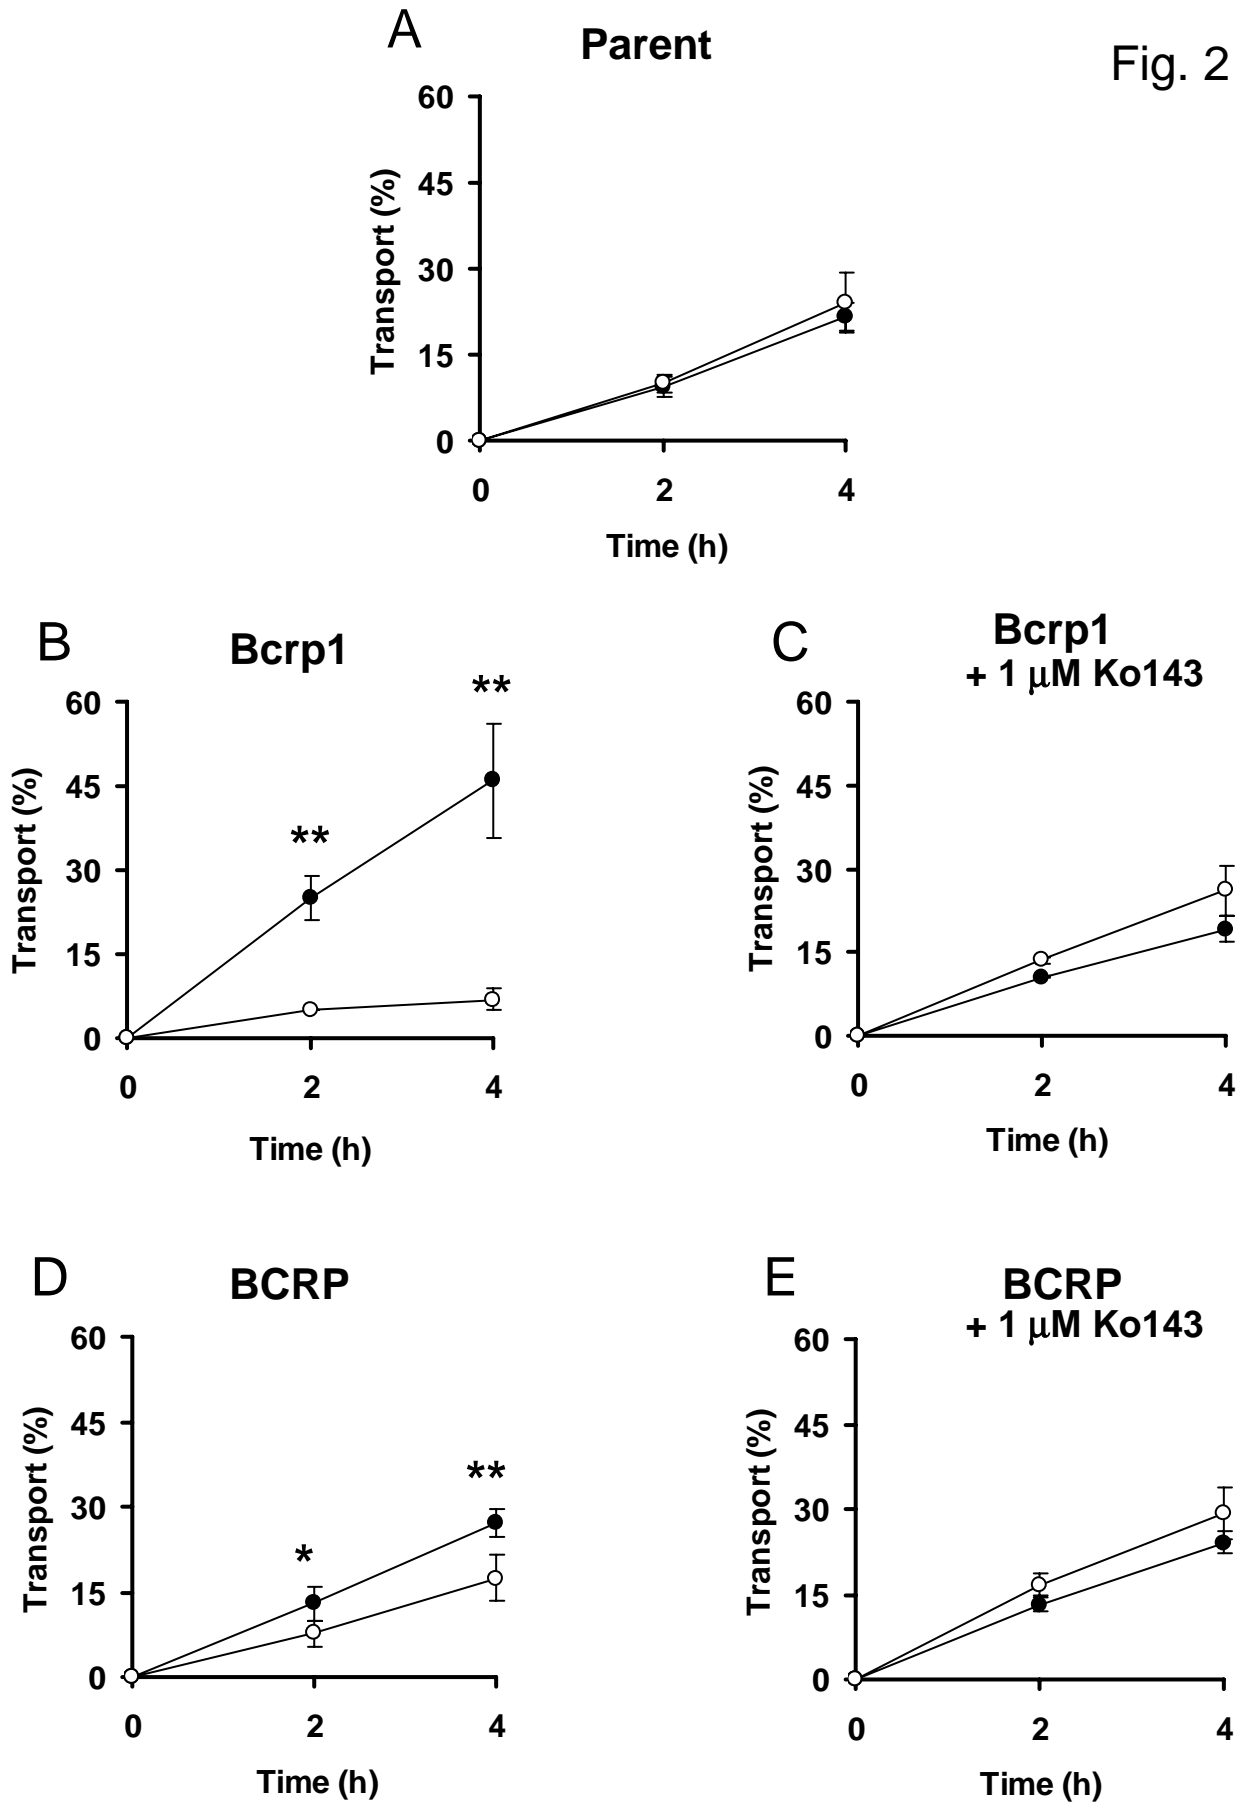 A
Parent
Fig. 2
60
45
30
15
0
Transport (%)
0 2 4
Time (h)
B
Bcrp1
**
**
60
45
30
15
0
Transport (%)
0 2 4
Time (h)
C
Bcrp1
+ 1 μM Ko143
60
45
30
15
0
Transport (%)
0 2 4
Time (h)
D
BCRP
**
*
60
45
30
15
0
Transport (%)
0 2 4
Time (h)
E
BCRP
+ 1 μM Ko143
60
45
30
15
0
Transport (%)
0 2 4
Time (h)